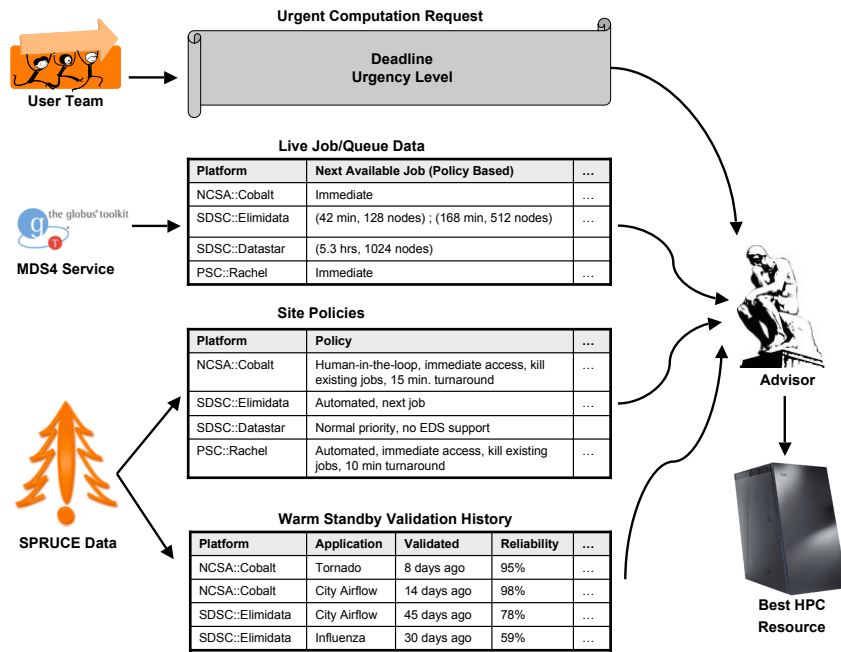 Urgent Computation Request
Deadline
Urgency Level
User Team
Live Job/Queue Data
Platform Next Available Job (Policy Based) …
NCSA::Cobalt Immediate …
SDSC::Elimidata (42 min, 128 nodes) ; (168 min, 512 nodes) …
SDSC::Datastar (5.3 hrs, 1024 nodes) …
PSC::Rachel Immediate …
the globus® toolkit
g
T
MDS4 Service
Site Policies
Platform Policy …
NCSA::Cobalt Human-in-the-loop, immediate access, kill …
existing jobs, 15 min. turnaround
SDSC::Elimidata Automated, next job …
SDSC::Datastar Normal priority, no EDS support …
PSC::Rachel Automated, immediate access, kill existing …
jobs, 10 min turnaround
SPRUCE Data
Warm Standby Validation History
Platform Application Validated Reliability …
NCSA::Cobalt Tornado 8 days ago 95% …
NCSA::Cobalt City Airflow 14 days ago 98% …
SDSC::Elimidata City Airflow 45 days ago 78% …
SDSC::Elimidata Influenza 30 days ago 59% …
Advisor
Best HPC
Resource